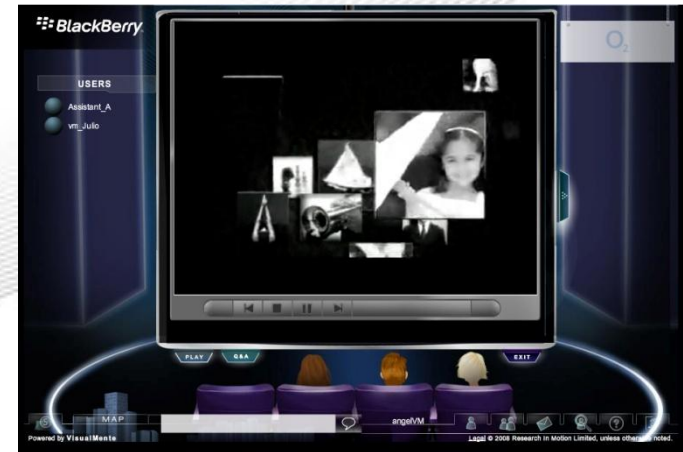 BlackBerry
O2
USERS
Assistant_A
vm_Julio
PLAY
Q&A
EXIT
MAP
angelVM
Powered by VisualMente
Legal © 2008 Research In Motion Limited, unless otherwise noted.